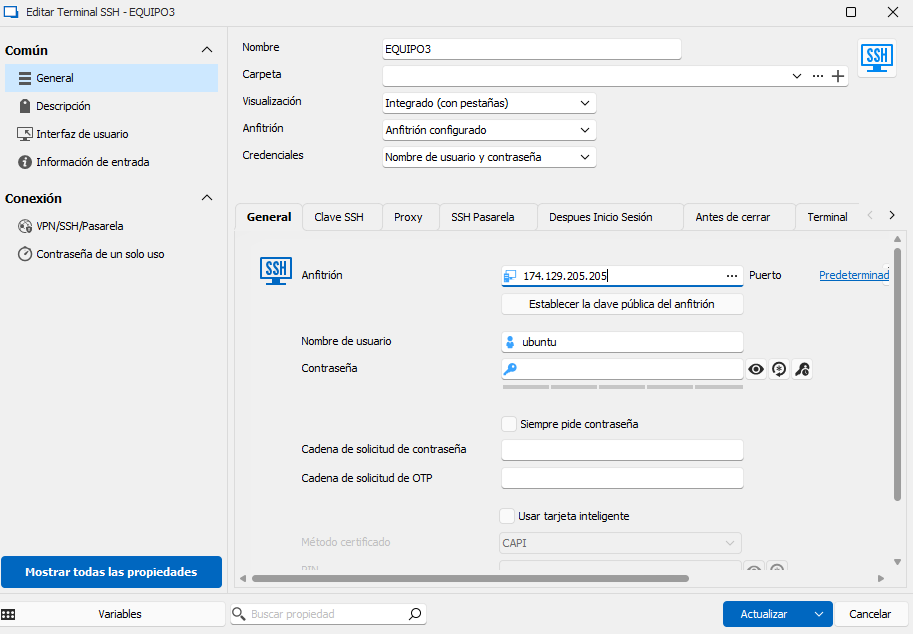 Editar Terminal SSH - EQUIPO3
Común
General
Descripción
Interfaz de usuario
Información de entrada
Conexión
VPN/SSH/Pasarela
Contraseña de un solo uso
Mostrar todas las propiedades
Nombre
EQUIPO3
Carpeta
Visualización
Integrado (con pestañas)
Anfitrión
Anfitrión configurado
Credenciales
Nombre de usuario y contraseña
SSH
General
Clave SSH
Proxy
SSH Pasarela
Despues Inicio Sesión
Antes de cerrar
Terminal
SSH
Anfitrión
174.129.205.205
Puerto
Predeterminad
Establecer la clave pública del anfitrión
Nombre de usuario
ubuntu
Contraseña
Siempre pide contraseña
Cadena de solicitud de contraseña
Cadena de solicitud de OTP
Usar tarjeta inteligente
Método certificado
CAPI
PIN
Variables
Buscar propiedad
Actualizar
Cancelar